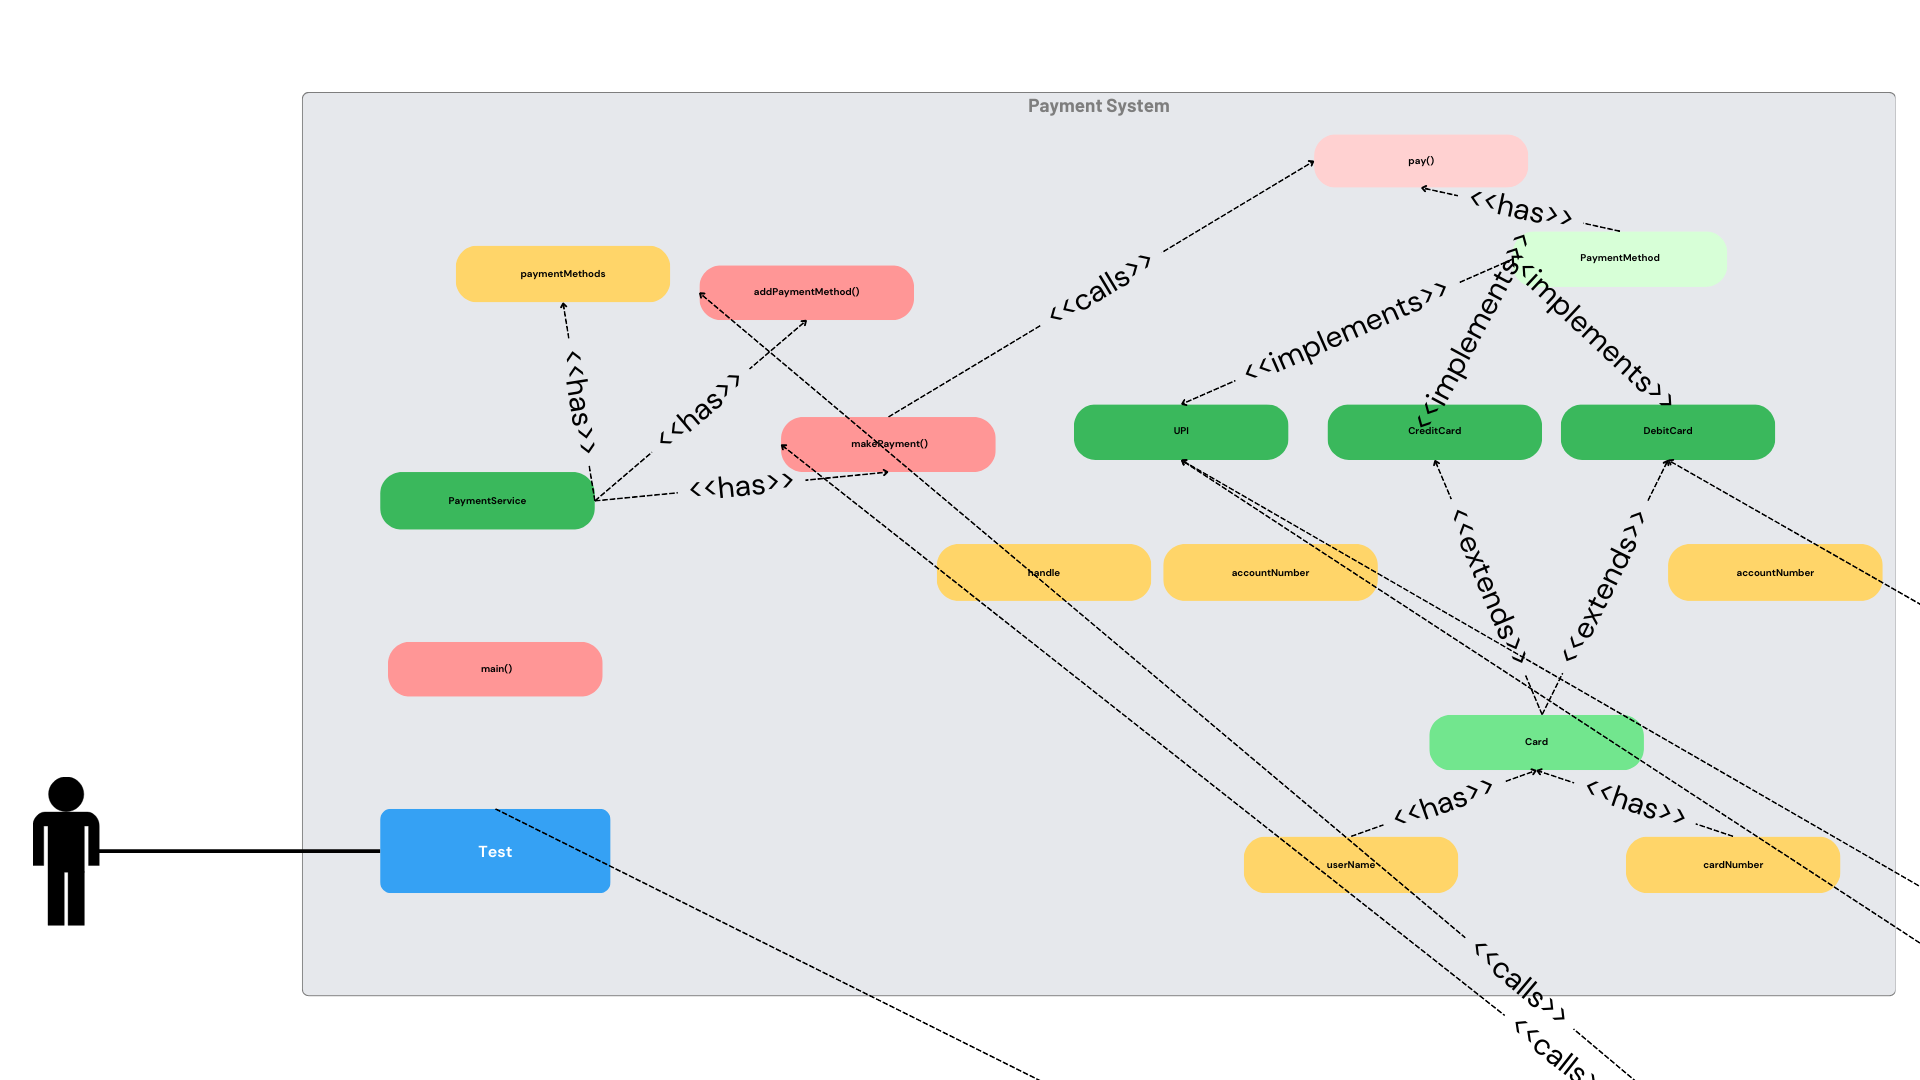 Payment System
pay()
<<has>>
PaymentMethod
paymentMethods
addPaymentMethod()
<<calls>>
<<implements>>
<<implements>>
<<implements>>
<<has>>
<<has>>
makePayment()
UPI
CreditCard
DebitCard
<<has>>
PaymentService
handle
accountNumber
accountNumber
<<extends>>
<<extends>>
main()
Card
<<has>>
<<has>>
Test
userName
cardNumber
<<calls>>
<<calls>